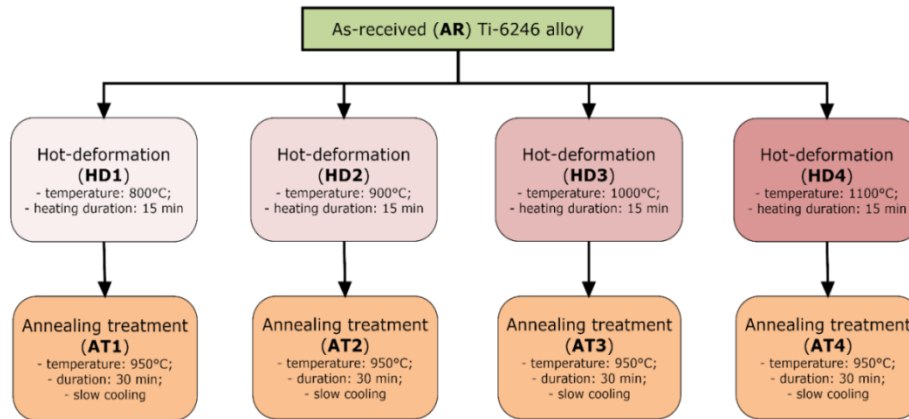 As-received (AR) Ti-6246 alloy
Hot-deformation
(HD1)
- temperature: 800°C;
- heating duration: 15 min
Hot-deformation
(HD2)
- temperature: 900°C;
- heating duration: 15 min
Hot-deformation
(HD3)
- temperature: 1000°C;
- heating duration: 15 min
Hot-deformation
(HD4)
- temperature: 1100°C;
- heating duration: 15 min
Annealing treatment
(AT1)
- temperature: 950°C;
- duration: 30 min;
- slow cooling
Annealing treatment
(AT2)
- temperature: 950°C;
- duration: 30 min;
- slow cooling
Annealing treatment
(AT3)
- temperature: 950°C;
- duration: 30 min;
- slow cooling
Annealing treatment
(AT4)
- temperature: 950°C;
- duration: 30 min;
- slow cooling